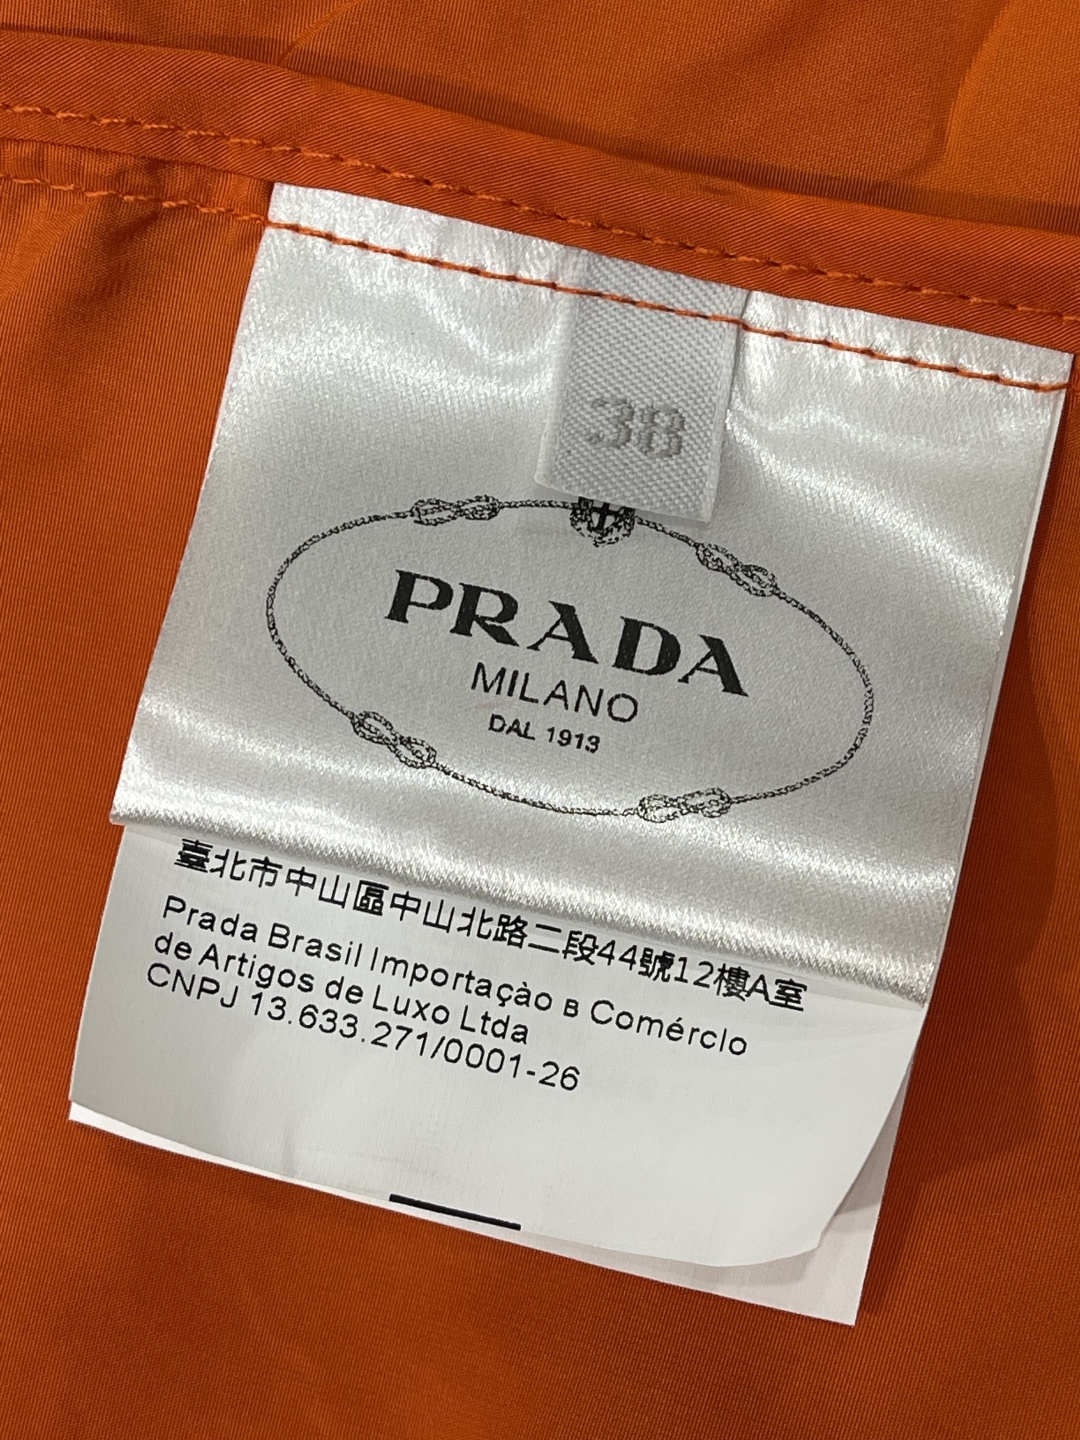 38
PRADA
MILANO
DAL 1913
臺北市中山區中山北路二段44號12樓A室
Prada Brasil Importaçào B Comérclo
de Artigos de Luxo Ltda
CNPJ 13.633.271/0001-26